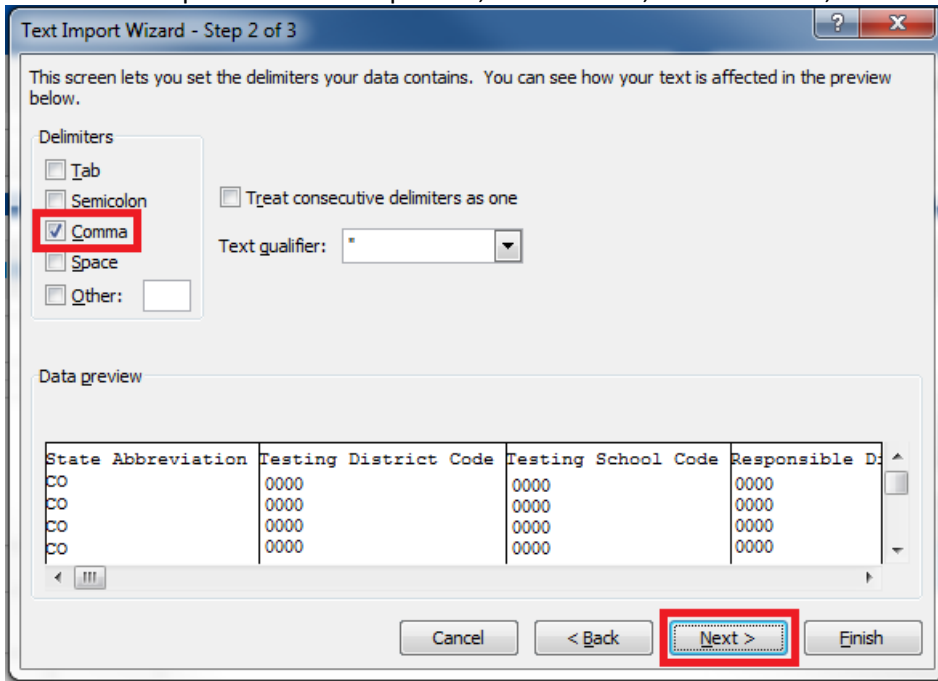 Text Import Wizard - Step 2 of 3
This screen lets you set the delimiters your data contains. You can see how your text is affected in the preview
below.
Delimiters
Tab
Semicolon
Treat consecutive delimiters as one
Comma
Text qualifier: "
Space
Other:
Data preview
State Abbreviation Testing District Code Testing School Code Responsible
CO 0000 0000 0000
CO 0000 0000 0000
CO 0000 0000 0000
CO 0000 0000 0000
Cancel < Back Next > Finish